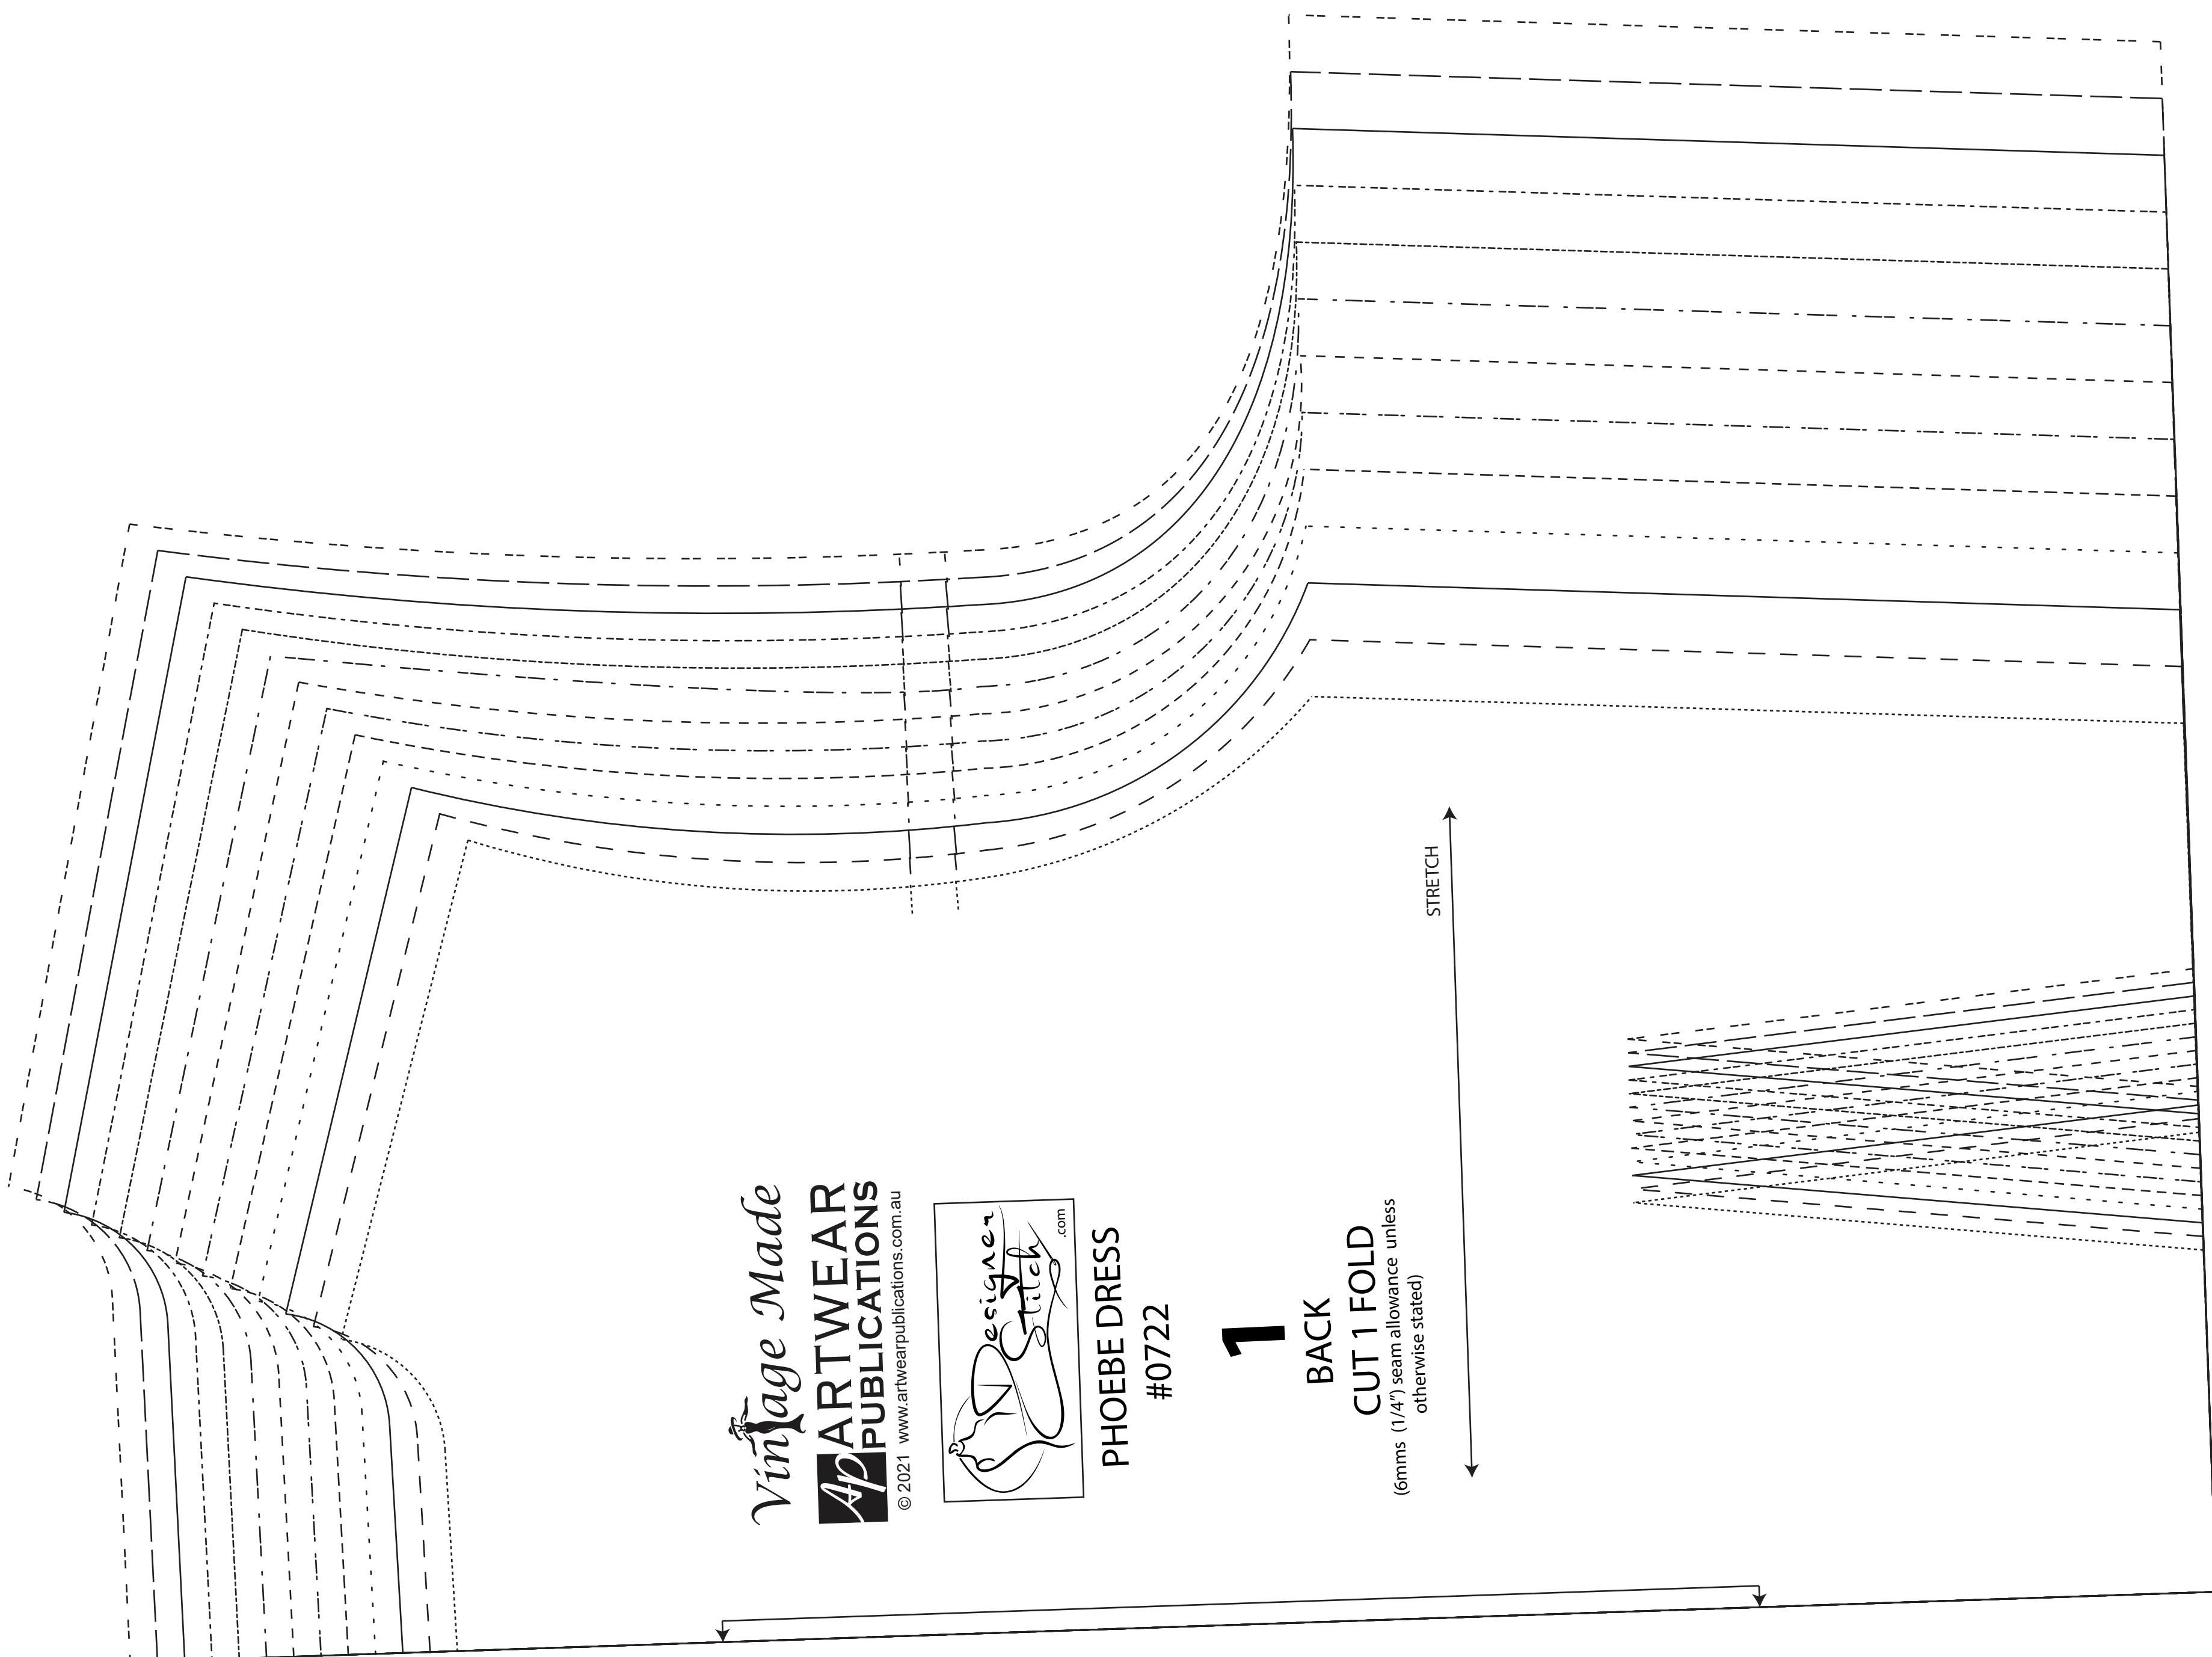 Vintage Made
Ap ARTWEAR
PUBLICATIONS
© 2021 www.artwearpublications.com.au
Designer
Stitch
.com
PHOEBE DRESS
#0722
1
BACK
CUT 1 FOLD
(6mms (1/4") seam allowance unless
otherwise stated)
STRETCH